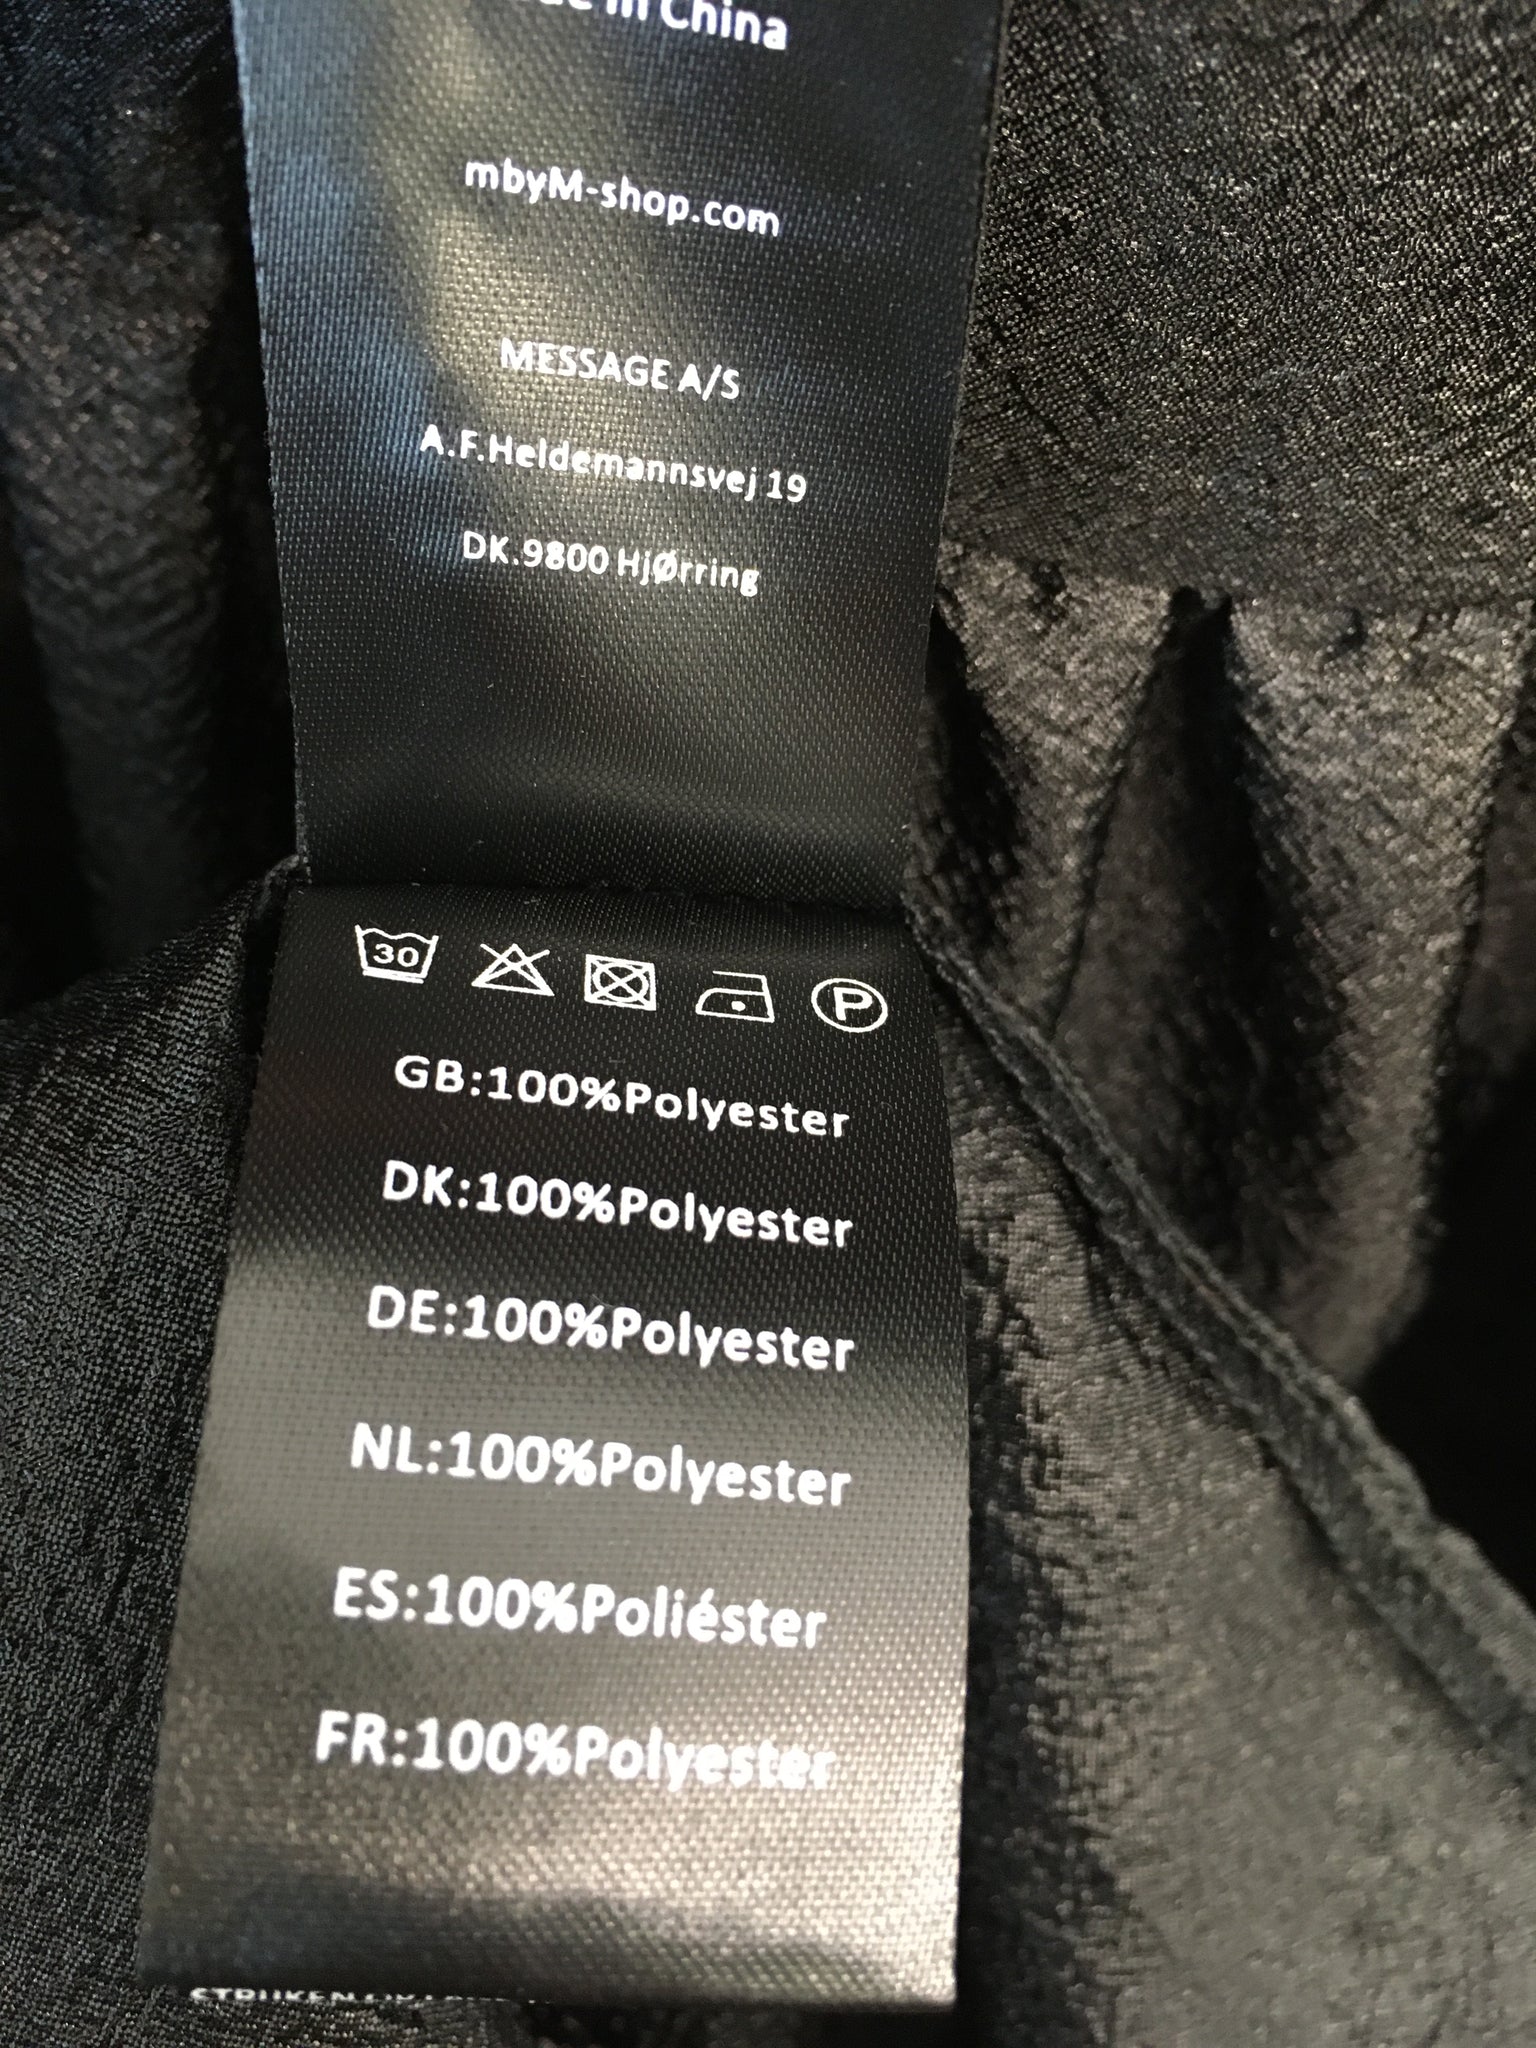 in China
mbyM-shop.com
MESSAGE A/S
A.F.Heldemannsvej 19
DK.9800 HjØrring
30
P
GB:100%Polyester
DK:100%Polyester
DE:100%Polyester
NL:100%Polyester
ES:100%Poliéster
FR:100%Polyester